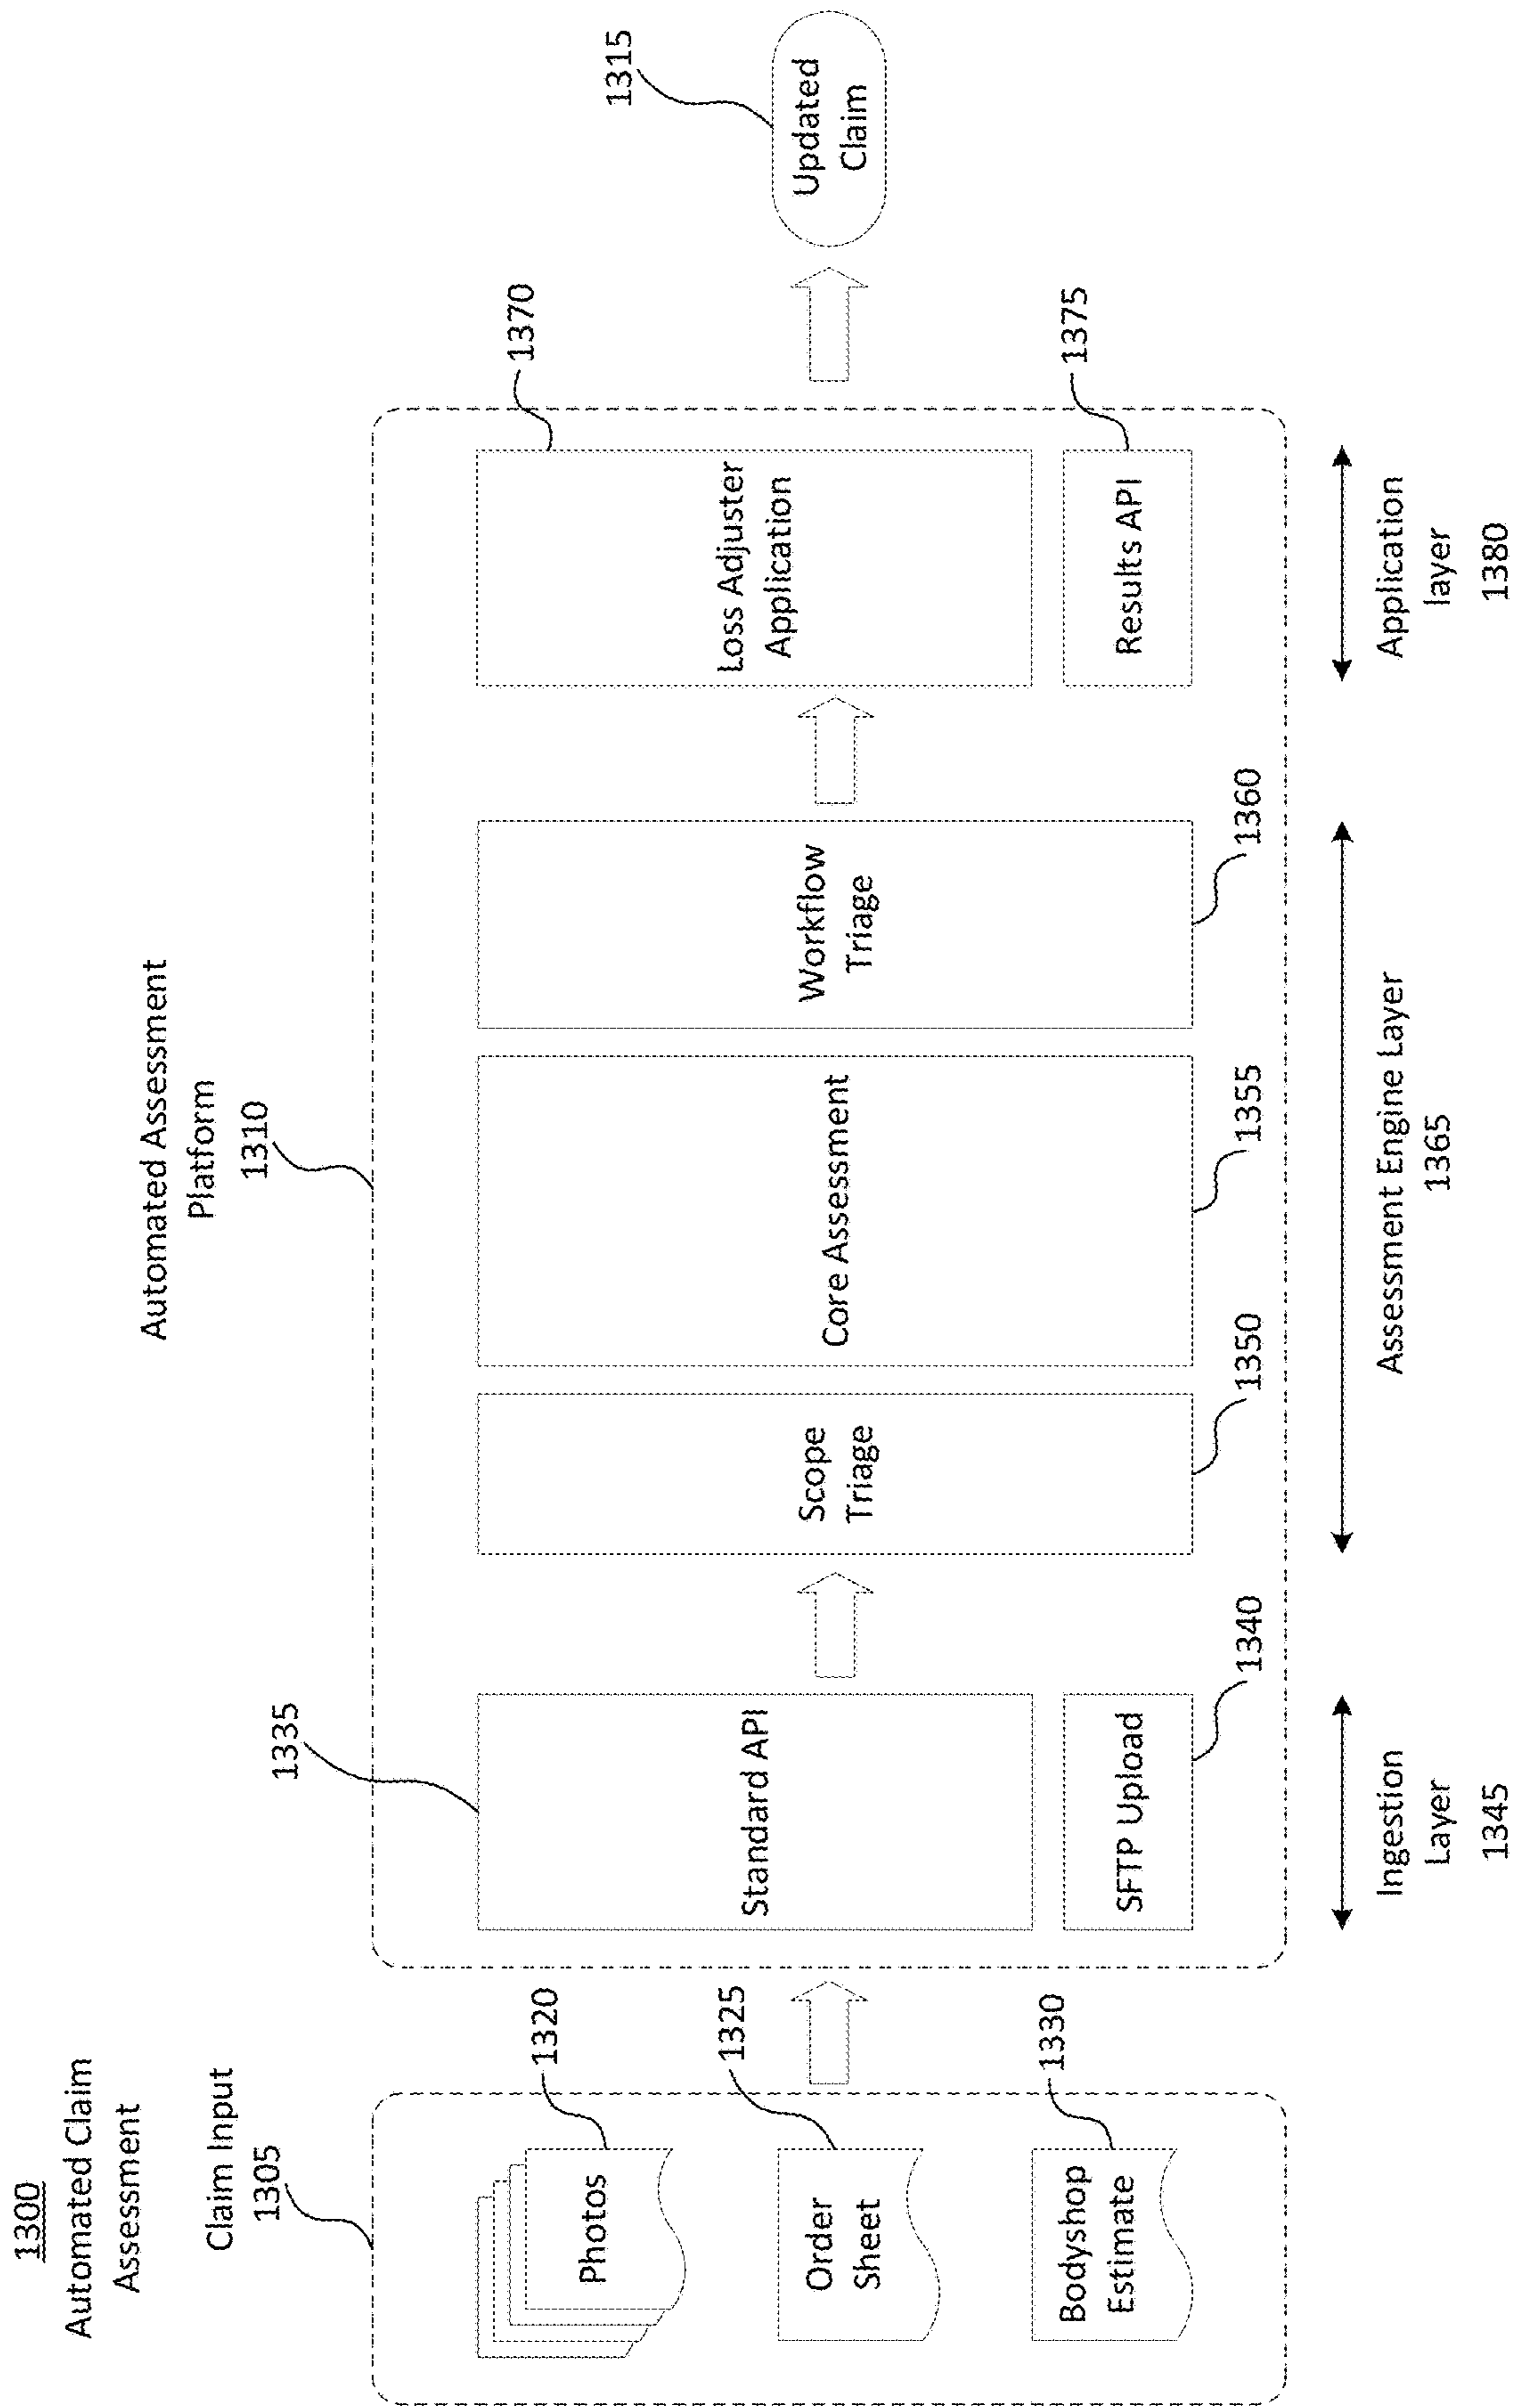 1300
Automated Claim
Assessment
Claim Input
1305
Photos
1320
Order
Sheet
1325
Bodyshop
Estimate
1330
Automated Assessment
Platform
1310
1335
Standard API
SFTP Upload
1340
Scope
Triage
1350
Core Assessment
1355
Workflow
Triage
1360
Loss Adjuster
Application
1370
Results API
1375
Updated
Claim
1315
Ingestion
Layer
1345
Assessment Engine Layer
1365
Application
layer
1380